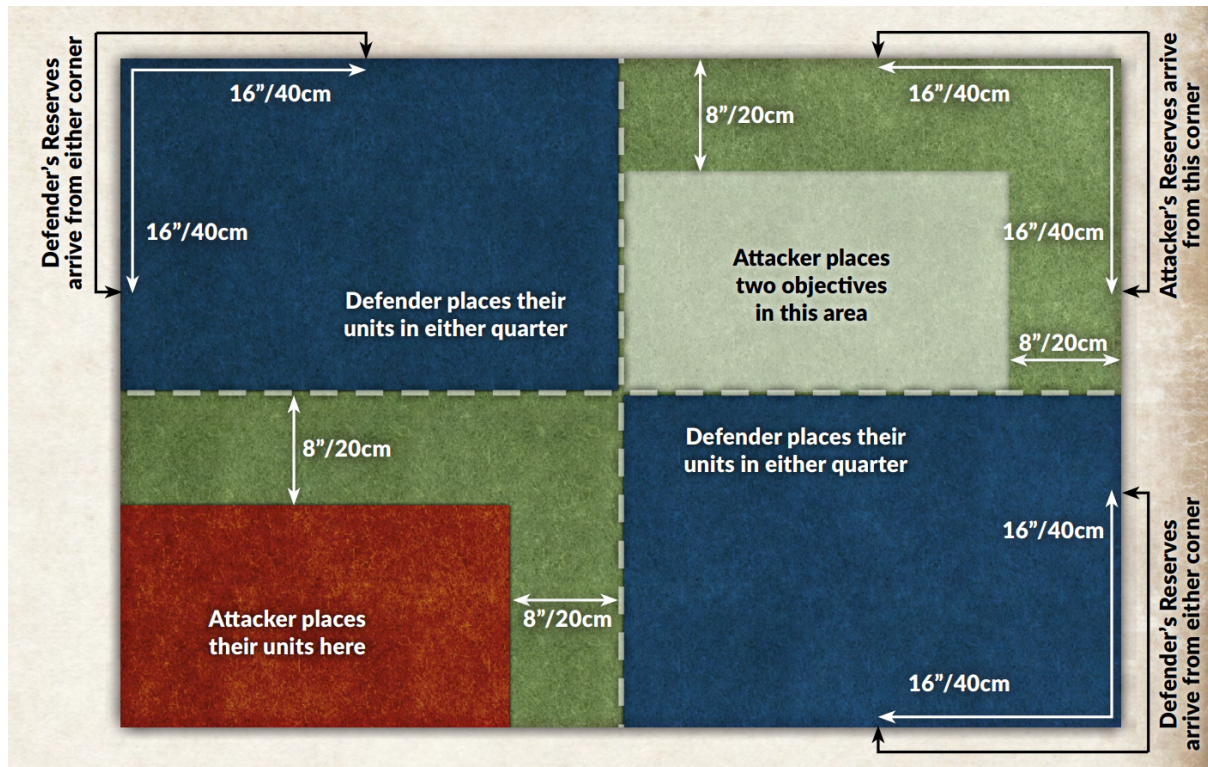 Defender’s Reserves
arrive from either corner
16”/40cm
16”/40cm
Defender places their
units in either quarter
8”/20cm
16”/40cm
16”/40cm
8”/20cm
Attacker places
two objectives
in this area
Attacker’s Reserves arrive
from this corner
8”/20cm
Attacker places
their units here
8”/20cm
Defender places their
units in either quarter
16”/40cm
16”/40cm
Defender’s Reserves
arrive from either corner